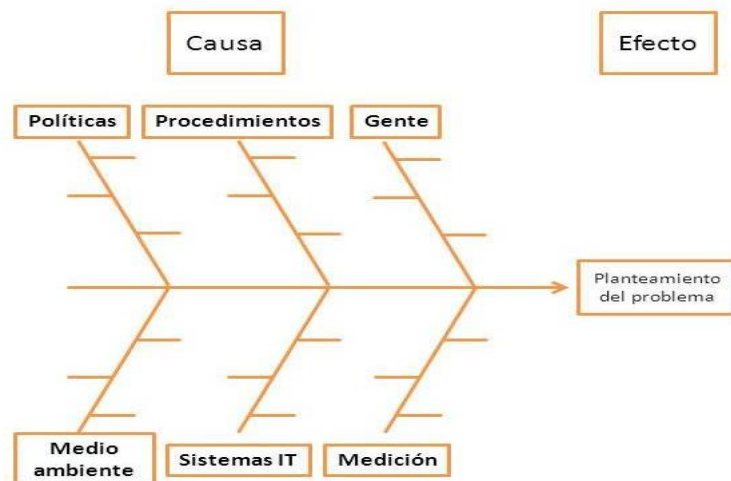 Causa
Efecto
Políticas
Procedimientos
Gente
Planteamiento
del problema
Medio
ambiente
Sistemas IT
Medición